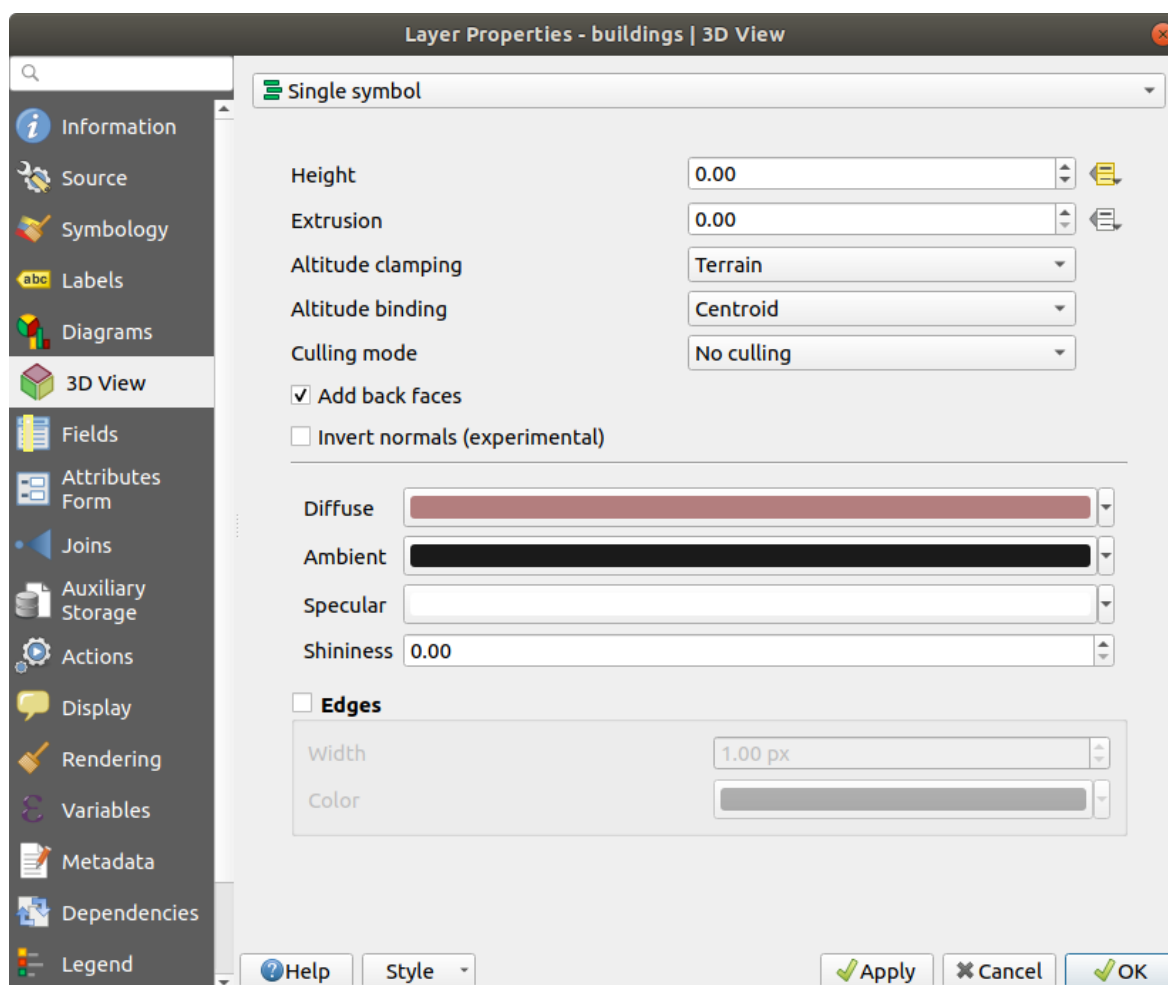 Layer Properties - buildings | 3D View
Information
Source
Symbology
abc Labels
Diagrams
3D View
Fields
Attributes
Form
Joins
Auxiliary
Storage
Actions
Display
Rendering
Variables
Metadata
Dependencies
Legend
Single symbol
Height 0.00
Extrusion 0.00
Altitude clamping Terrain
Altitude binding Centroid
Culling mode No culling
Add back faces
Invert normals (experimental)
Diffuse
Ambient
Specular
Shininess 0.00
Edges
Width 1.00 px
Color
Help Style Apply Cancel OK